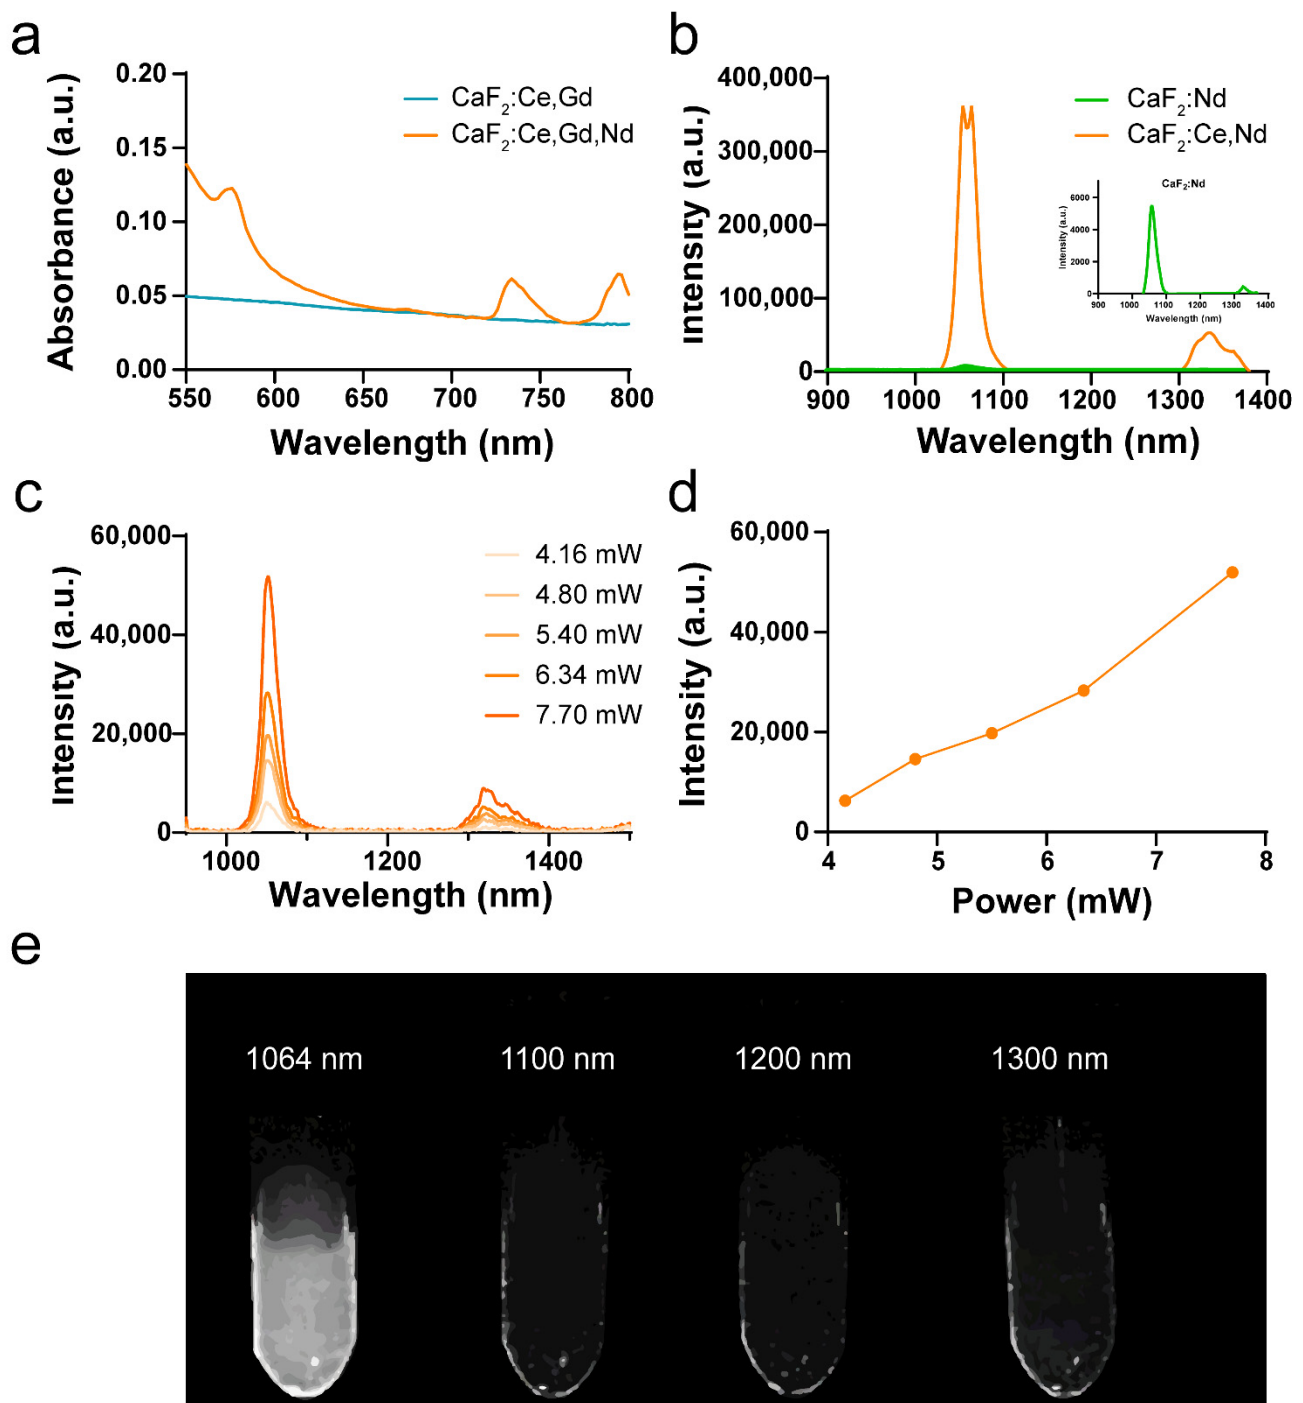 a
Absorbance (a.u.)
0.20
0.15
0.10
0.05
0.00
550
600
650
700
750
800
Wavelength (nm)
CaF2:Ce,Gd
CaF2:Ce,Gd,Nd
b
Intensity (a.u.)
400,000
300,000
200,000
100,000
0
900
1000
1100
1200
1300
1400
Wavelength (nm)
CaF2:Nd
CaF2:Ce,Nd
CaF2:Nd
Intensity (a.u.)
6000
4000
2000
0
900
1000
1100
1200
1300
1400
Wavelength (nm)
c
Intensity (a.u.)
60,000
40,000
20,000
0
1000
1200
1400
Wavelength (nm)
4.16 mW
4.80 mW
5.40 mW
6.34 mW
7.70 mW
d
Intensity (a.u.)
60,000
40,000
20,000
0
4
5
6
7
8
Power (mW)
e
1064 nm
1100 nm
1200 nm
1300 nm